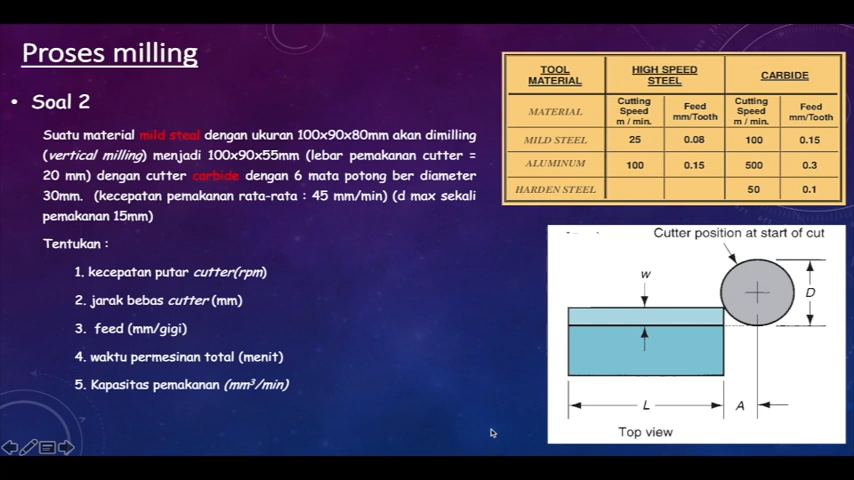 Proses milling
• Soal 2
Suatu material mild steal dengan ukuran 100x90x80mm akan dimilling
(vertical milling) menjadi 100x90x55mm (lebar pemakanan cutter =
20 mm) dengan cutter carbide dengan 6 mata potong ber diameter
30mm. (kecepatan pemakanan rata-rata : 45 mm/min) (d max sekali
pemakanan 15mm)
Tentukan :
1. kecepatan putar cutter(rpm)
2. jarak bebas cutter (mm)
3. feed (mm/gigi)
4. waktu permesinan total (menit)
5. Kapasitas pemakanan (mm³/min)
TOOL MATERIAL HIGH SPEED STEEL CARBIDE
MATERIAL Cutting Speed m / min. Feed mm/Tooth Cutting Speed m / min. Feed mm/Tooth
MILD STEEL 25 0.08 100 0.15
ALUMINUM 100 0.15 500 0.3
HARDEN STEEL 50 0.1
Cutter position at start of cut
w
D
L A
Top view